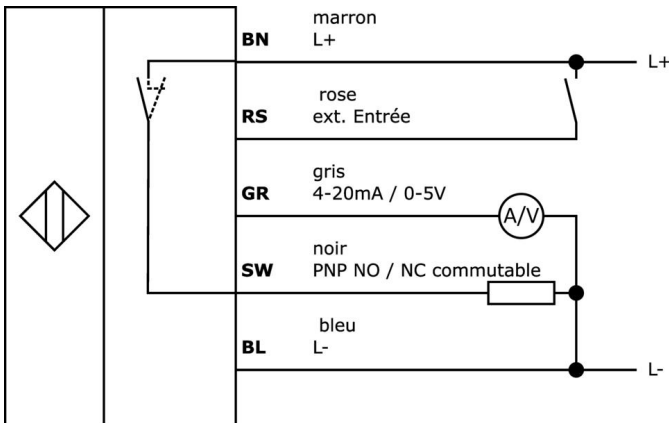 marron
BN L+ L+
rose
RS ext. Entrée
gris
GR 4-20mA / 0-5V
A/V
noir
SW PNP NO / NC commutable
bleu
BL L- L-